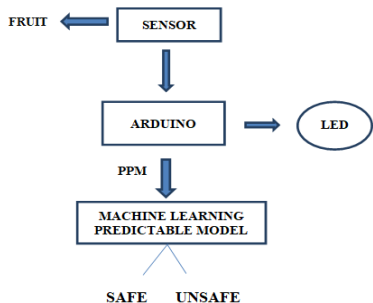 FRUIT
SENSOR
ARDUINO
LED
PPM
MACHINE LEARNING
PREDICTABLE MODEL
SAFE UNSAFE